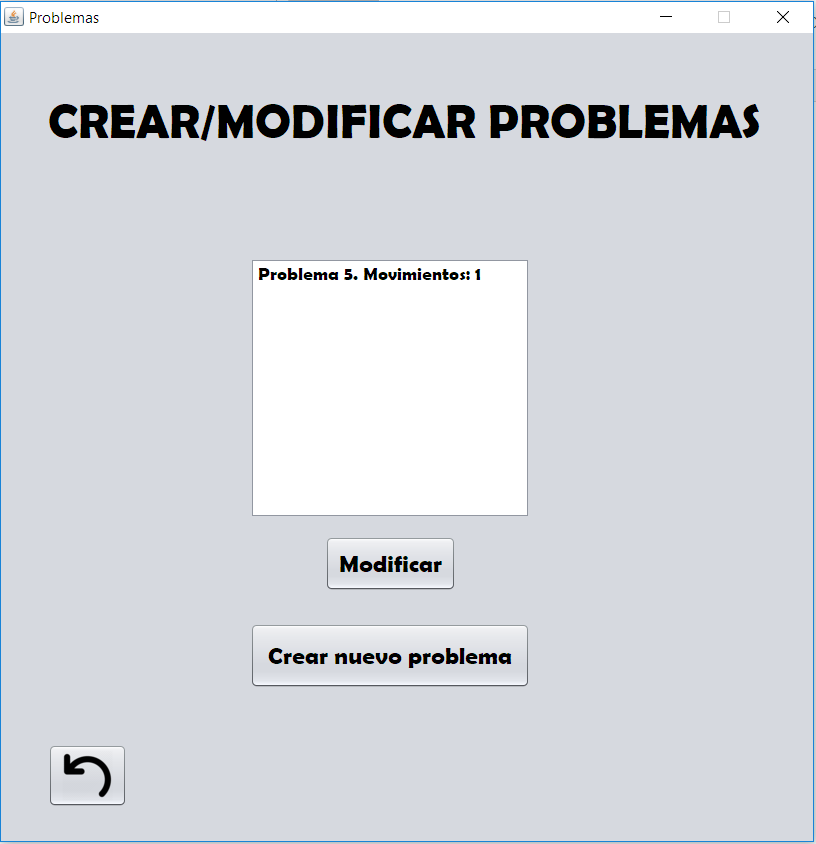 Problemas
CREAR/MODIFICAR PROBLEMAS
Problema 5. Movimientos: 1
Modificar
Crear nuevo problema